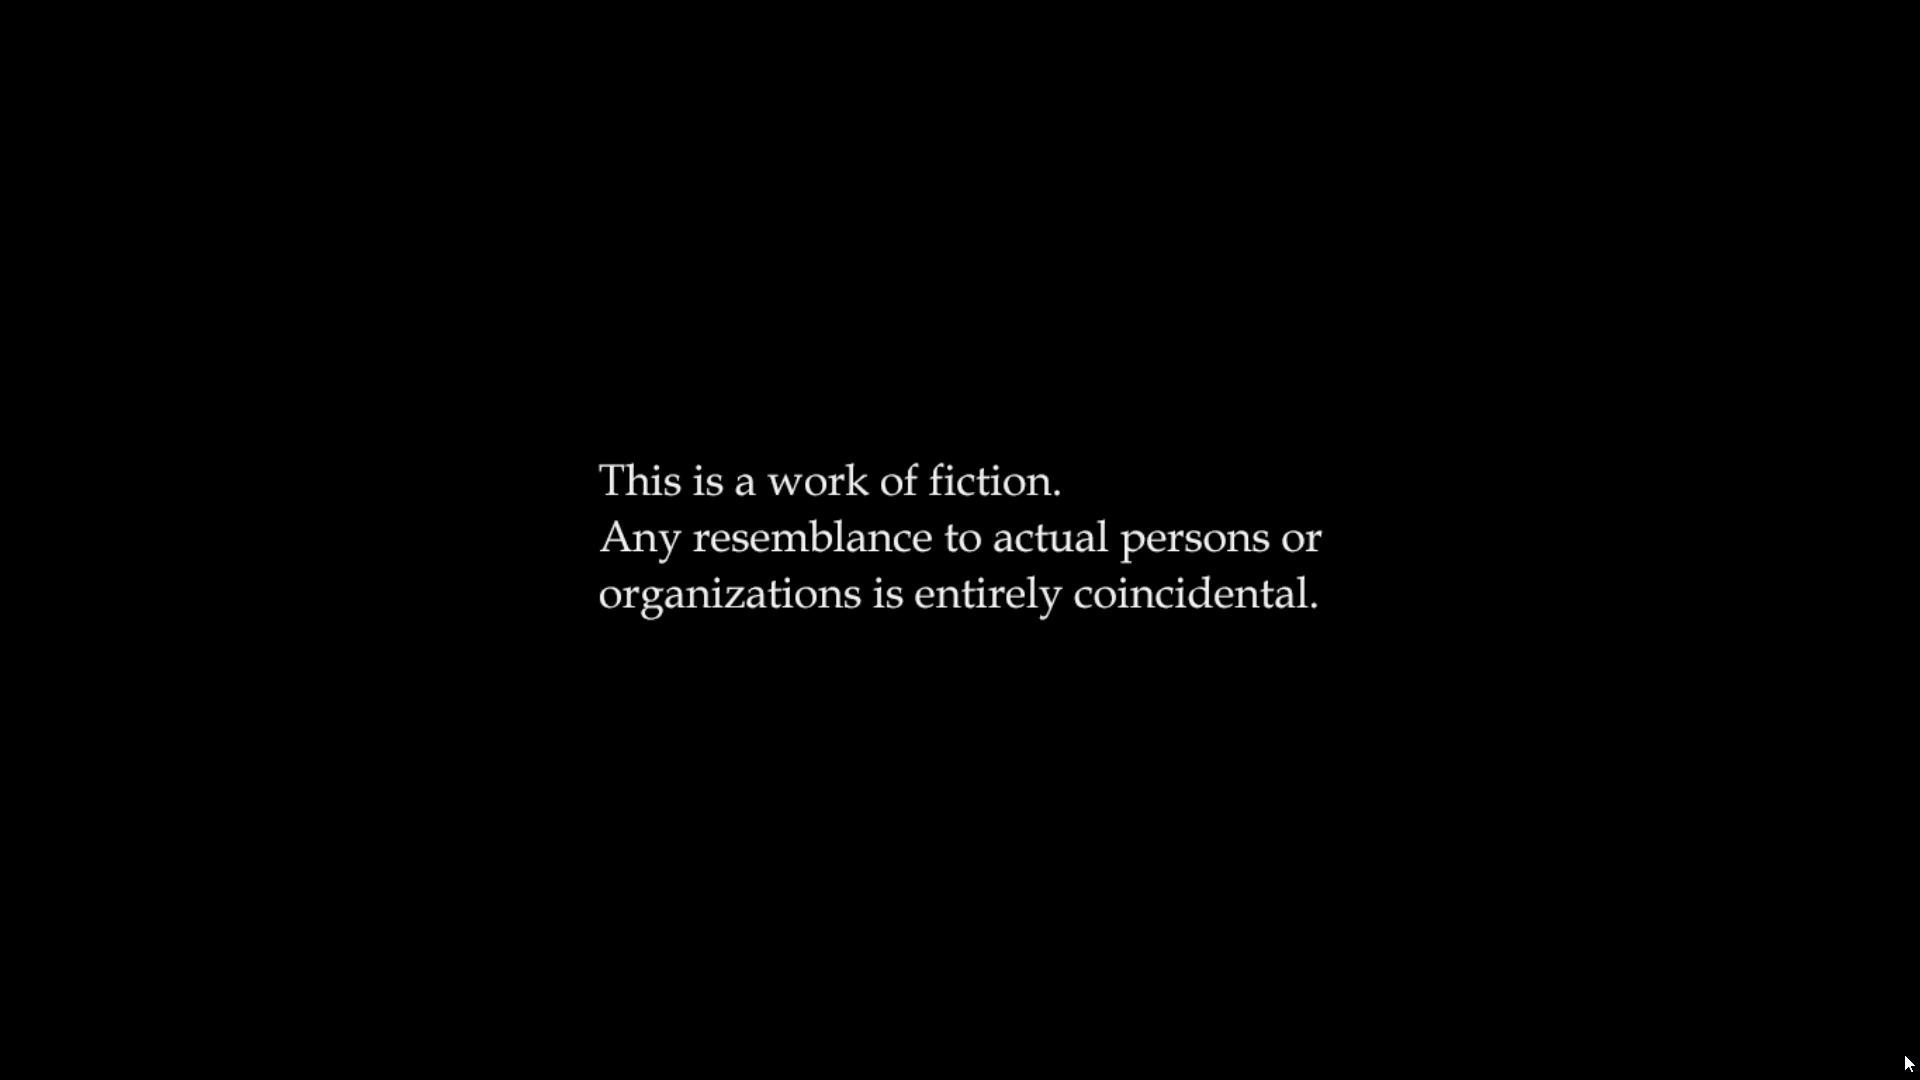 This is a work of fiction.
Any resemblance to actual persons or
organizations is entirely coincidental.